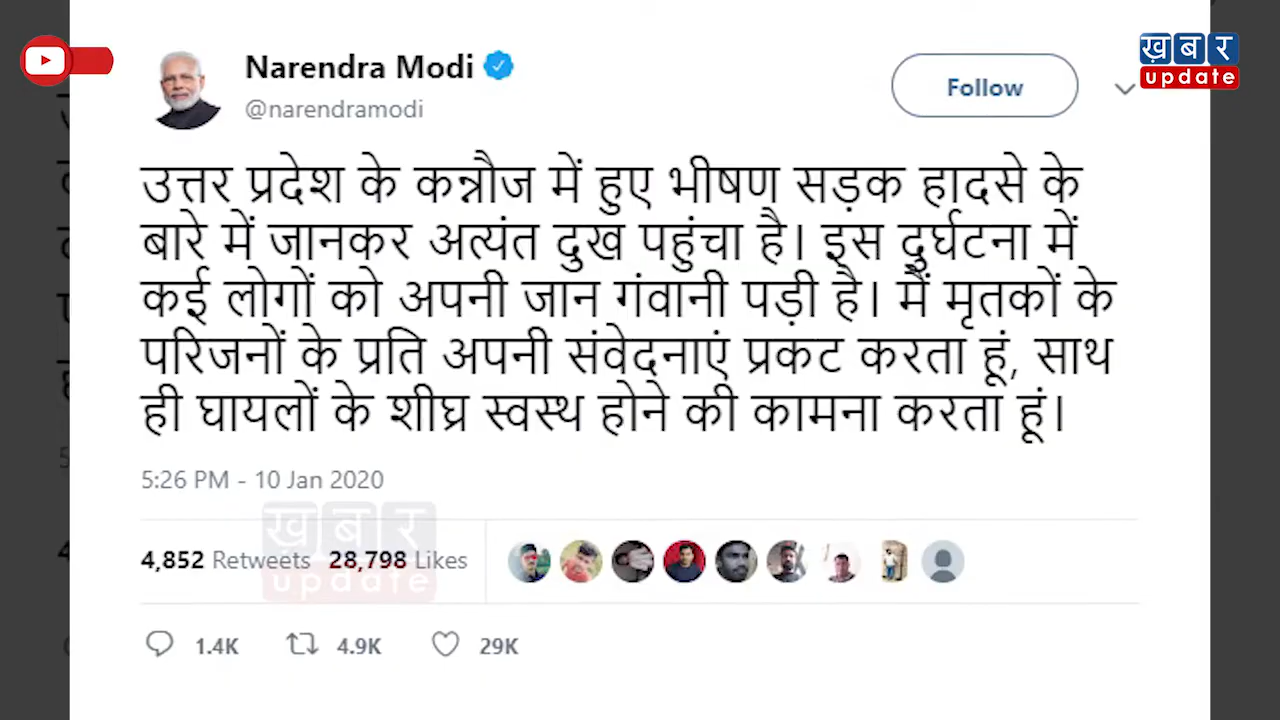 Narendra Modi
@narendramodi
Follow
ख़बर
update
उत्तर प्रदेश के कन्नौज में हुए भीषण सड़क हादसे के
बारे में जानकर अत्यंत दुख पहुंचा है। इस दुर्घटना में
कई लोगों को अपनी जान गंवानी पड़ी है। मैं मृतकों के
परिजनों के प्रति अपनी संवेदनाएं प्रकट करता हूं, साथ
ही घायलों के शीघ्र स्वस्थ होने की कामना करता हूं।
5:26 PM - 10 Jan 2020
ख़बर
update
4,852 Retweets 28,798 Likes
1.4K 4.9K 29K